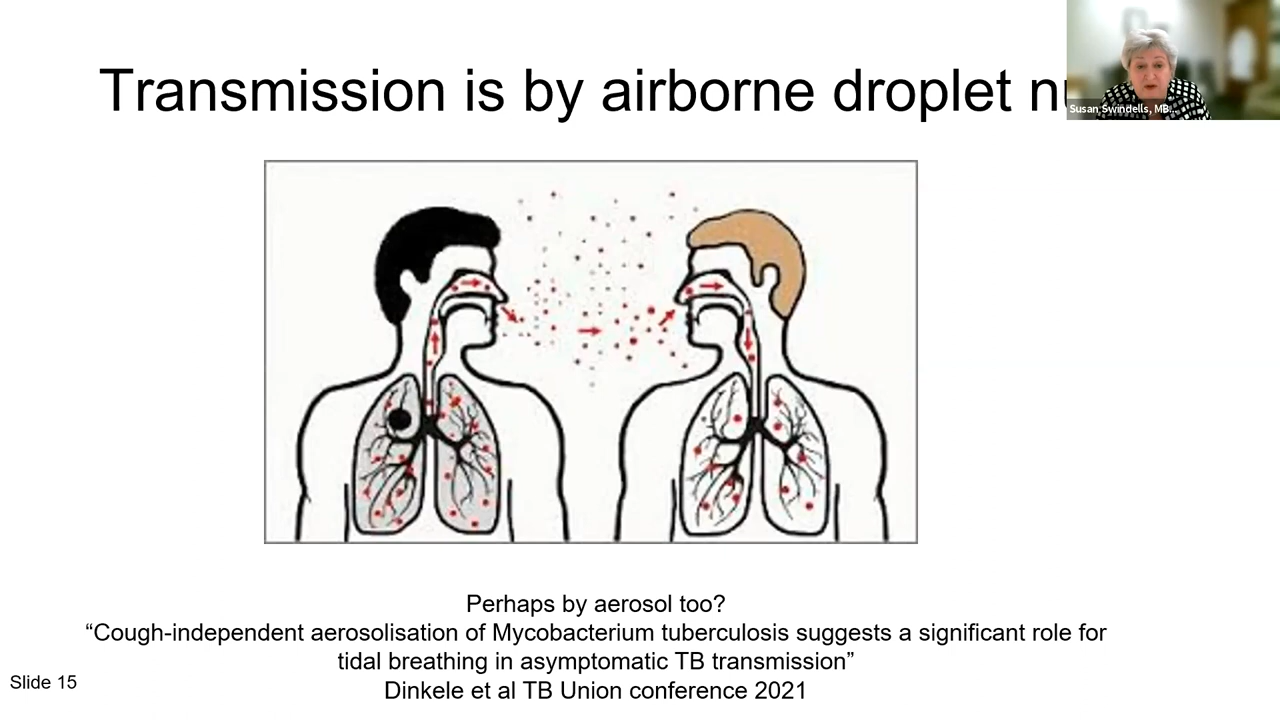 Transmission is by airborne droplet
Susan Swindells, MB...
Perhaps by aerosol too?
“Cough-independent aerosolisation of Mycobacterium tuberculosis suggests a significant role for
tidal breathing in asymptomatic TB transmission”
Dinkele et al TB Union conference 2021
Slide 15